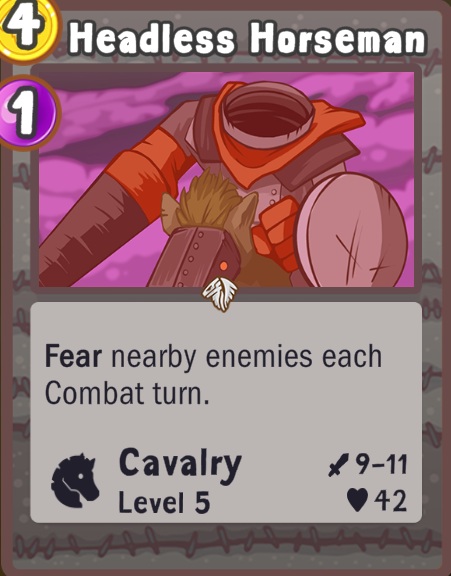 4
Headless Horseman
1
Fear nearby enemies each
Combat turn.
Cavalry
9–11
Level 5
42